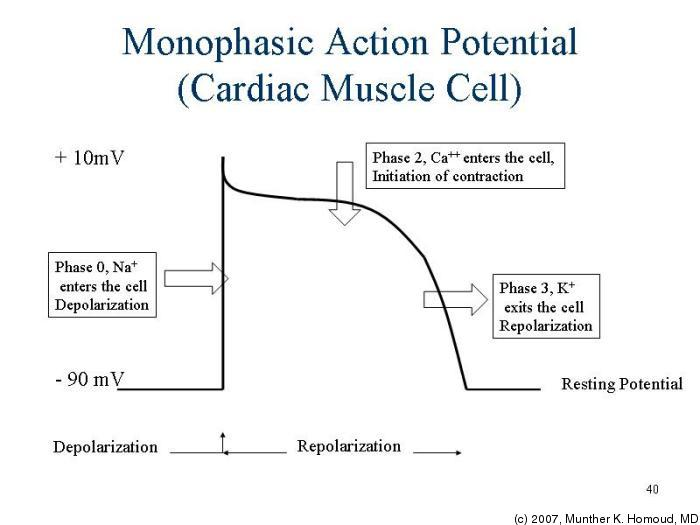 Monophasic Action Potential
(Cardiac Muscle Cell)
+ 10mV
Phase 2, Ca⁺⁺ enters the cell,
Initiation of contraction
Phase 0, Na⁺
enters the cell
Depolarization
Phase 3, K⁺
exits the cell
Repolarization
- 90 mV
Resting Potential
Depolarization
Repolarization
40
(c) 2007, Munther K. Homoud, MD